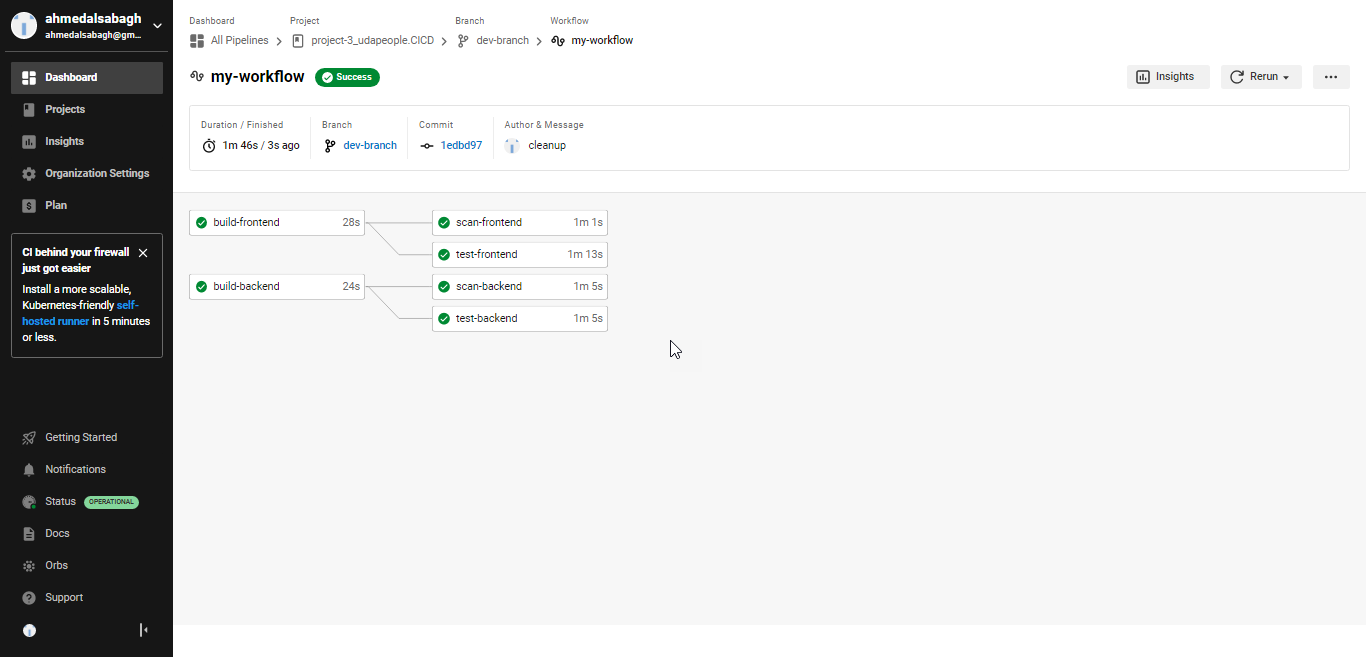 ahmedalsabagh
ahmedalsabagh@gm...
Dashboard
Projects
Insights
Organization Settings
Plan
CI behind your firewall
just got easier
Install a more scalable,
Kubernetes-friendly self-
hosted runner in 5 minutes
or less.
Getting Started
Notifications
Status OPERATIONAL
Docs
Orbs
Support
Dashboard Project Branch Workflow
All Pipelines project-3_udapeople.CICD dev-branch my-workflow
my-workflow Success Insights Rerun
Duration / Finished Branch Commit Author & Message
1m 46s / 3s ago dev-branch 1edbd97 cleanup
build-frontend 28s scan-frontend 1m 1s
test-frontend 1m 13s
build-backend 24s scan-backend 1m 5s
test-backend 1m 5s